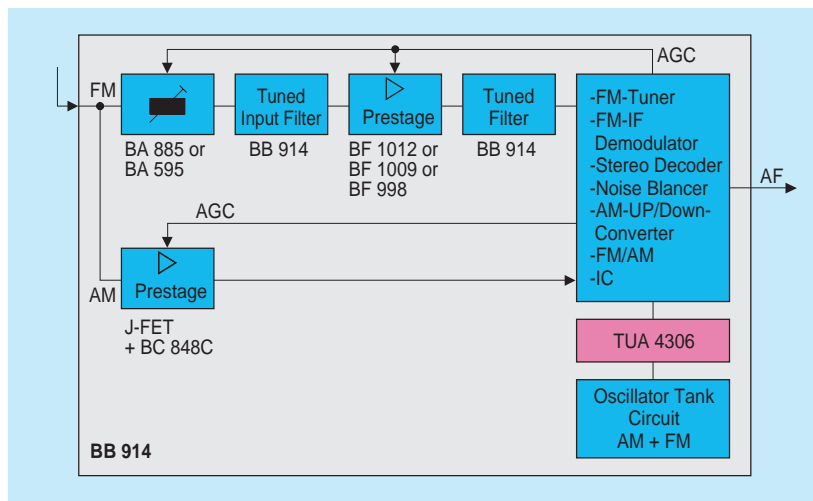 AGC
FM
Tuned
Input Filter
Prestage
Tuned
Filter
BA 885 or
BA 595
BB 914
BF 1012 or
BF 1009 or
BF 998
BB 914
-FM-Tuner
-FM-IF
Demodulator
-Stereo Decoder
-Noise Blancer
-AM-UP/Down-
Converter
-FM/AM
-IC
AF
AGC
AM
Prestage
J-FET
+ BC 848C
TUA 4306
Oscillator Tank
Circuit
AM + FM
BB 914